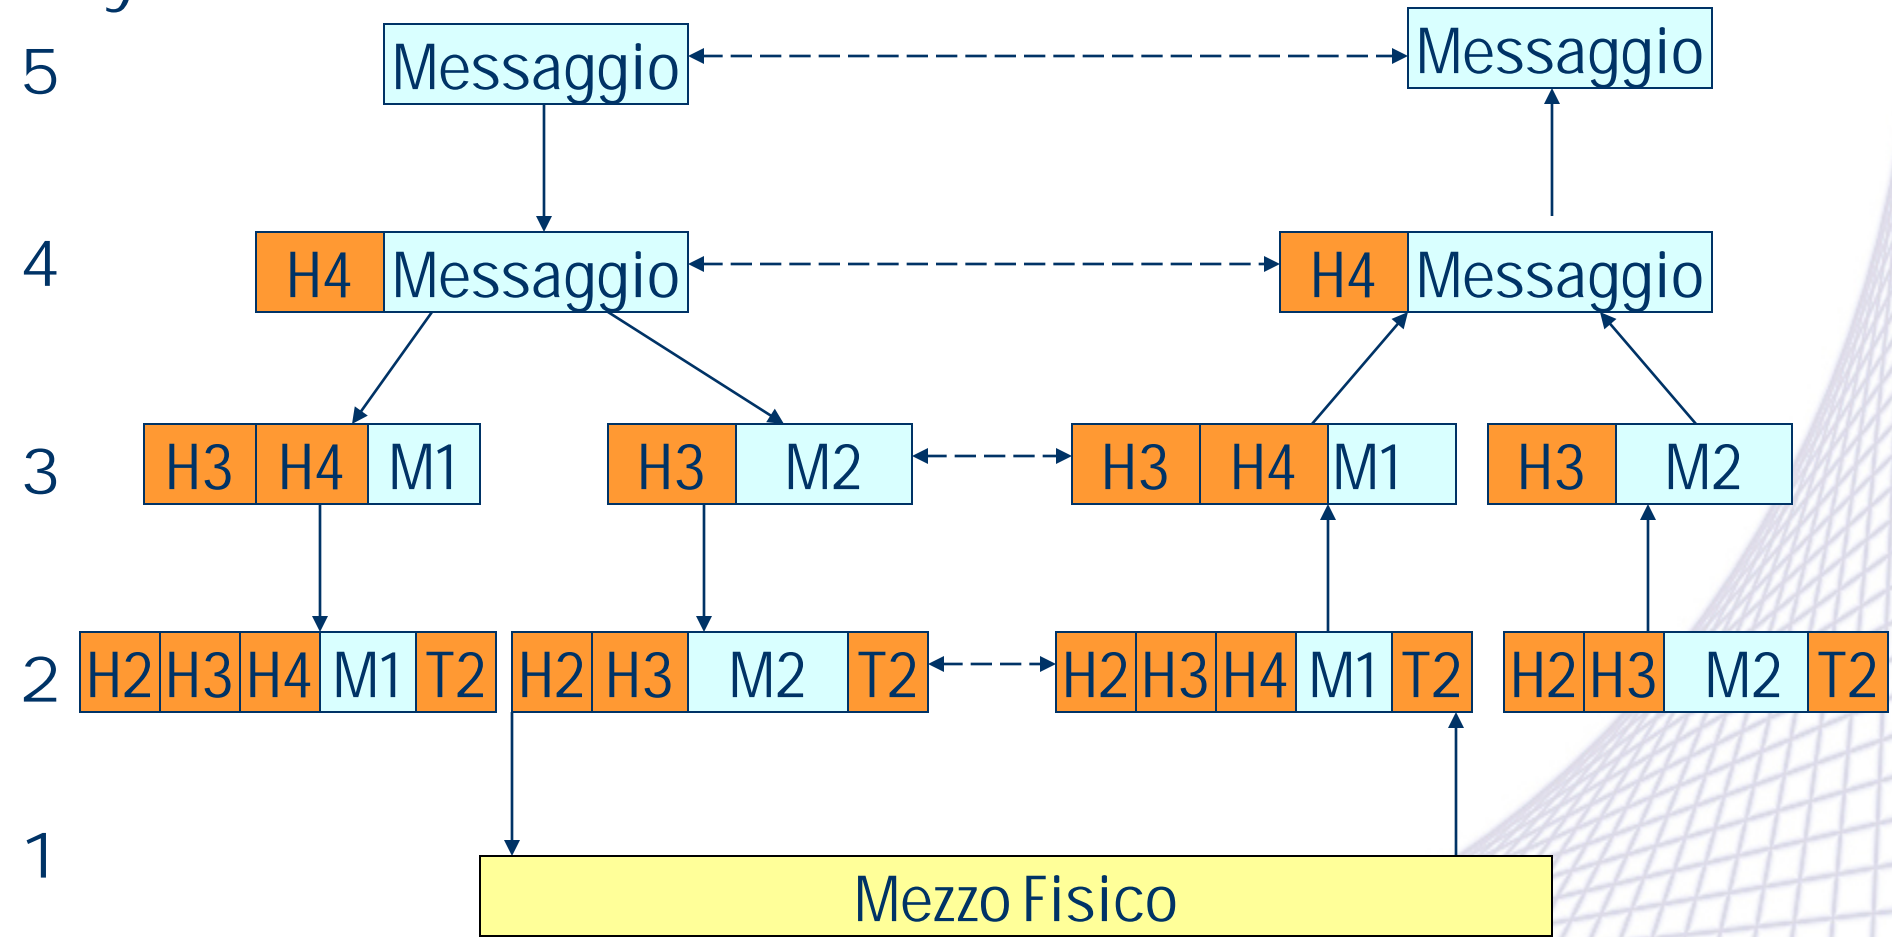 5 Messaggio Messaggio
4 H4 Messaggio H4 Messaggio
3 H3 H4 M1 H3 M2 H3 H4 M1 H3 M2
2 H2 H3 H4 M1 T2 H2 H3 M2 T2 H2 H3 H4 M1 T2 H2 H3 M2 T2
1
Mezzo Fisico